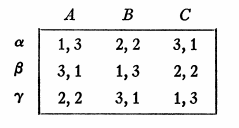 A B C
α 1, 3 2, 2 3, 1
β 3, 1 1, 3 2, 2
γ 2, 2 3, 1 1, 3